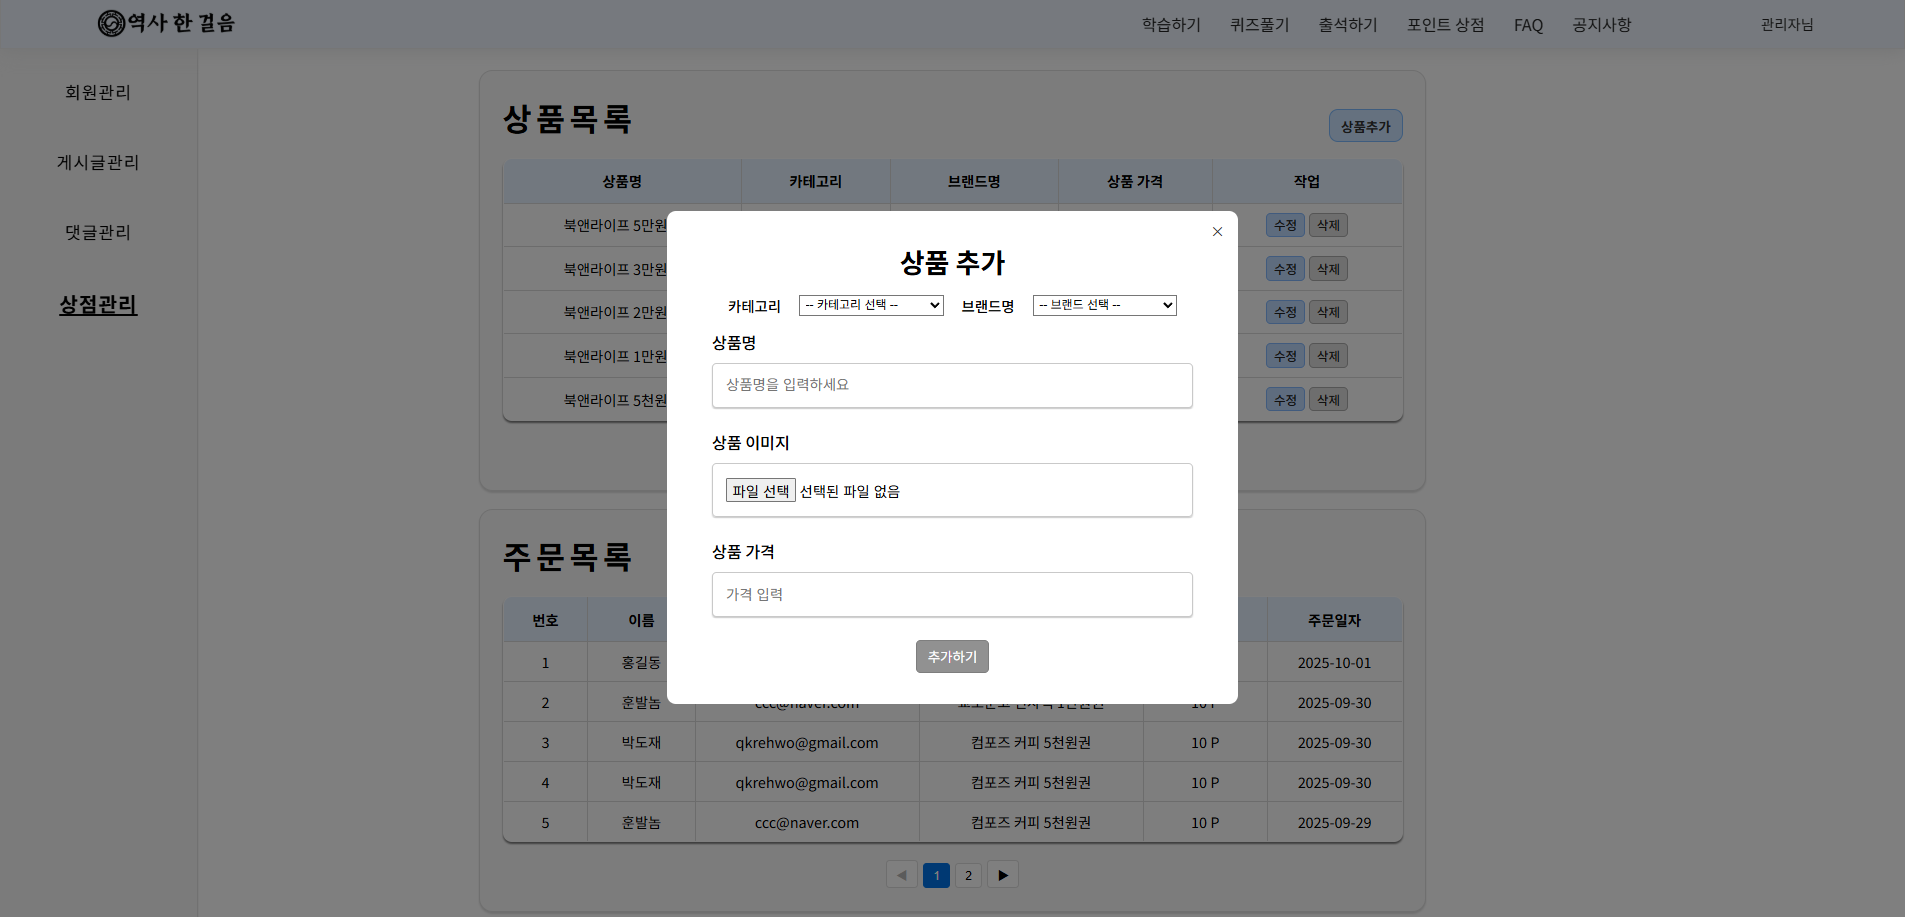 역사 한 걸음
학습하기 퀴즈풀기 출석하기 포인트 상점 FAQ 공지사항 관리자님
회원관리
게시글관리
댓글관리
상점관리
상품목록
상품추가
상품명 카테고리 브랜드명 상품 가격 작업
북앤라이프 5만원 수정 삭제
북앤라이프 3만원 수정 삭제
북앤라이프 2만원 수정 삭제
북앤라이프 1만원 수정 삭제
북앤라이프 5천원 수정 삭제
×
상품 추가
카테고리 -- 카테고리 선택 -- 브랜드명 -- 브랜드 선택 --
상품명
상품명을 입력하세요
상품 이미지
파일 선택 선택된 파일 없음
상품 가격
가격 입력
추가하기
주문목록
번호 이름 주문일자
1 홍길동 2025-10-01
2 훈발놈 ccc@naver.com 2025-09-30
3 박도재 qkrehwo@gmail.com 컴포즈 커피 5천원권 10 P 2025-09-30
4 박도재 qkrehwo@gmail.com 컴포즈 커피 5천원권 10 P 2025-09-30
5 훈발놈 ccc@naver.com 컴포즈 커피 5천원권 10 P 2025-09-29
◀ 1 2 ▶